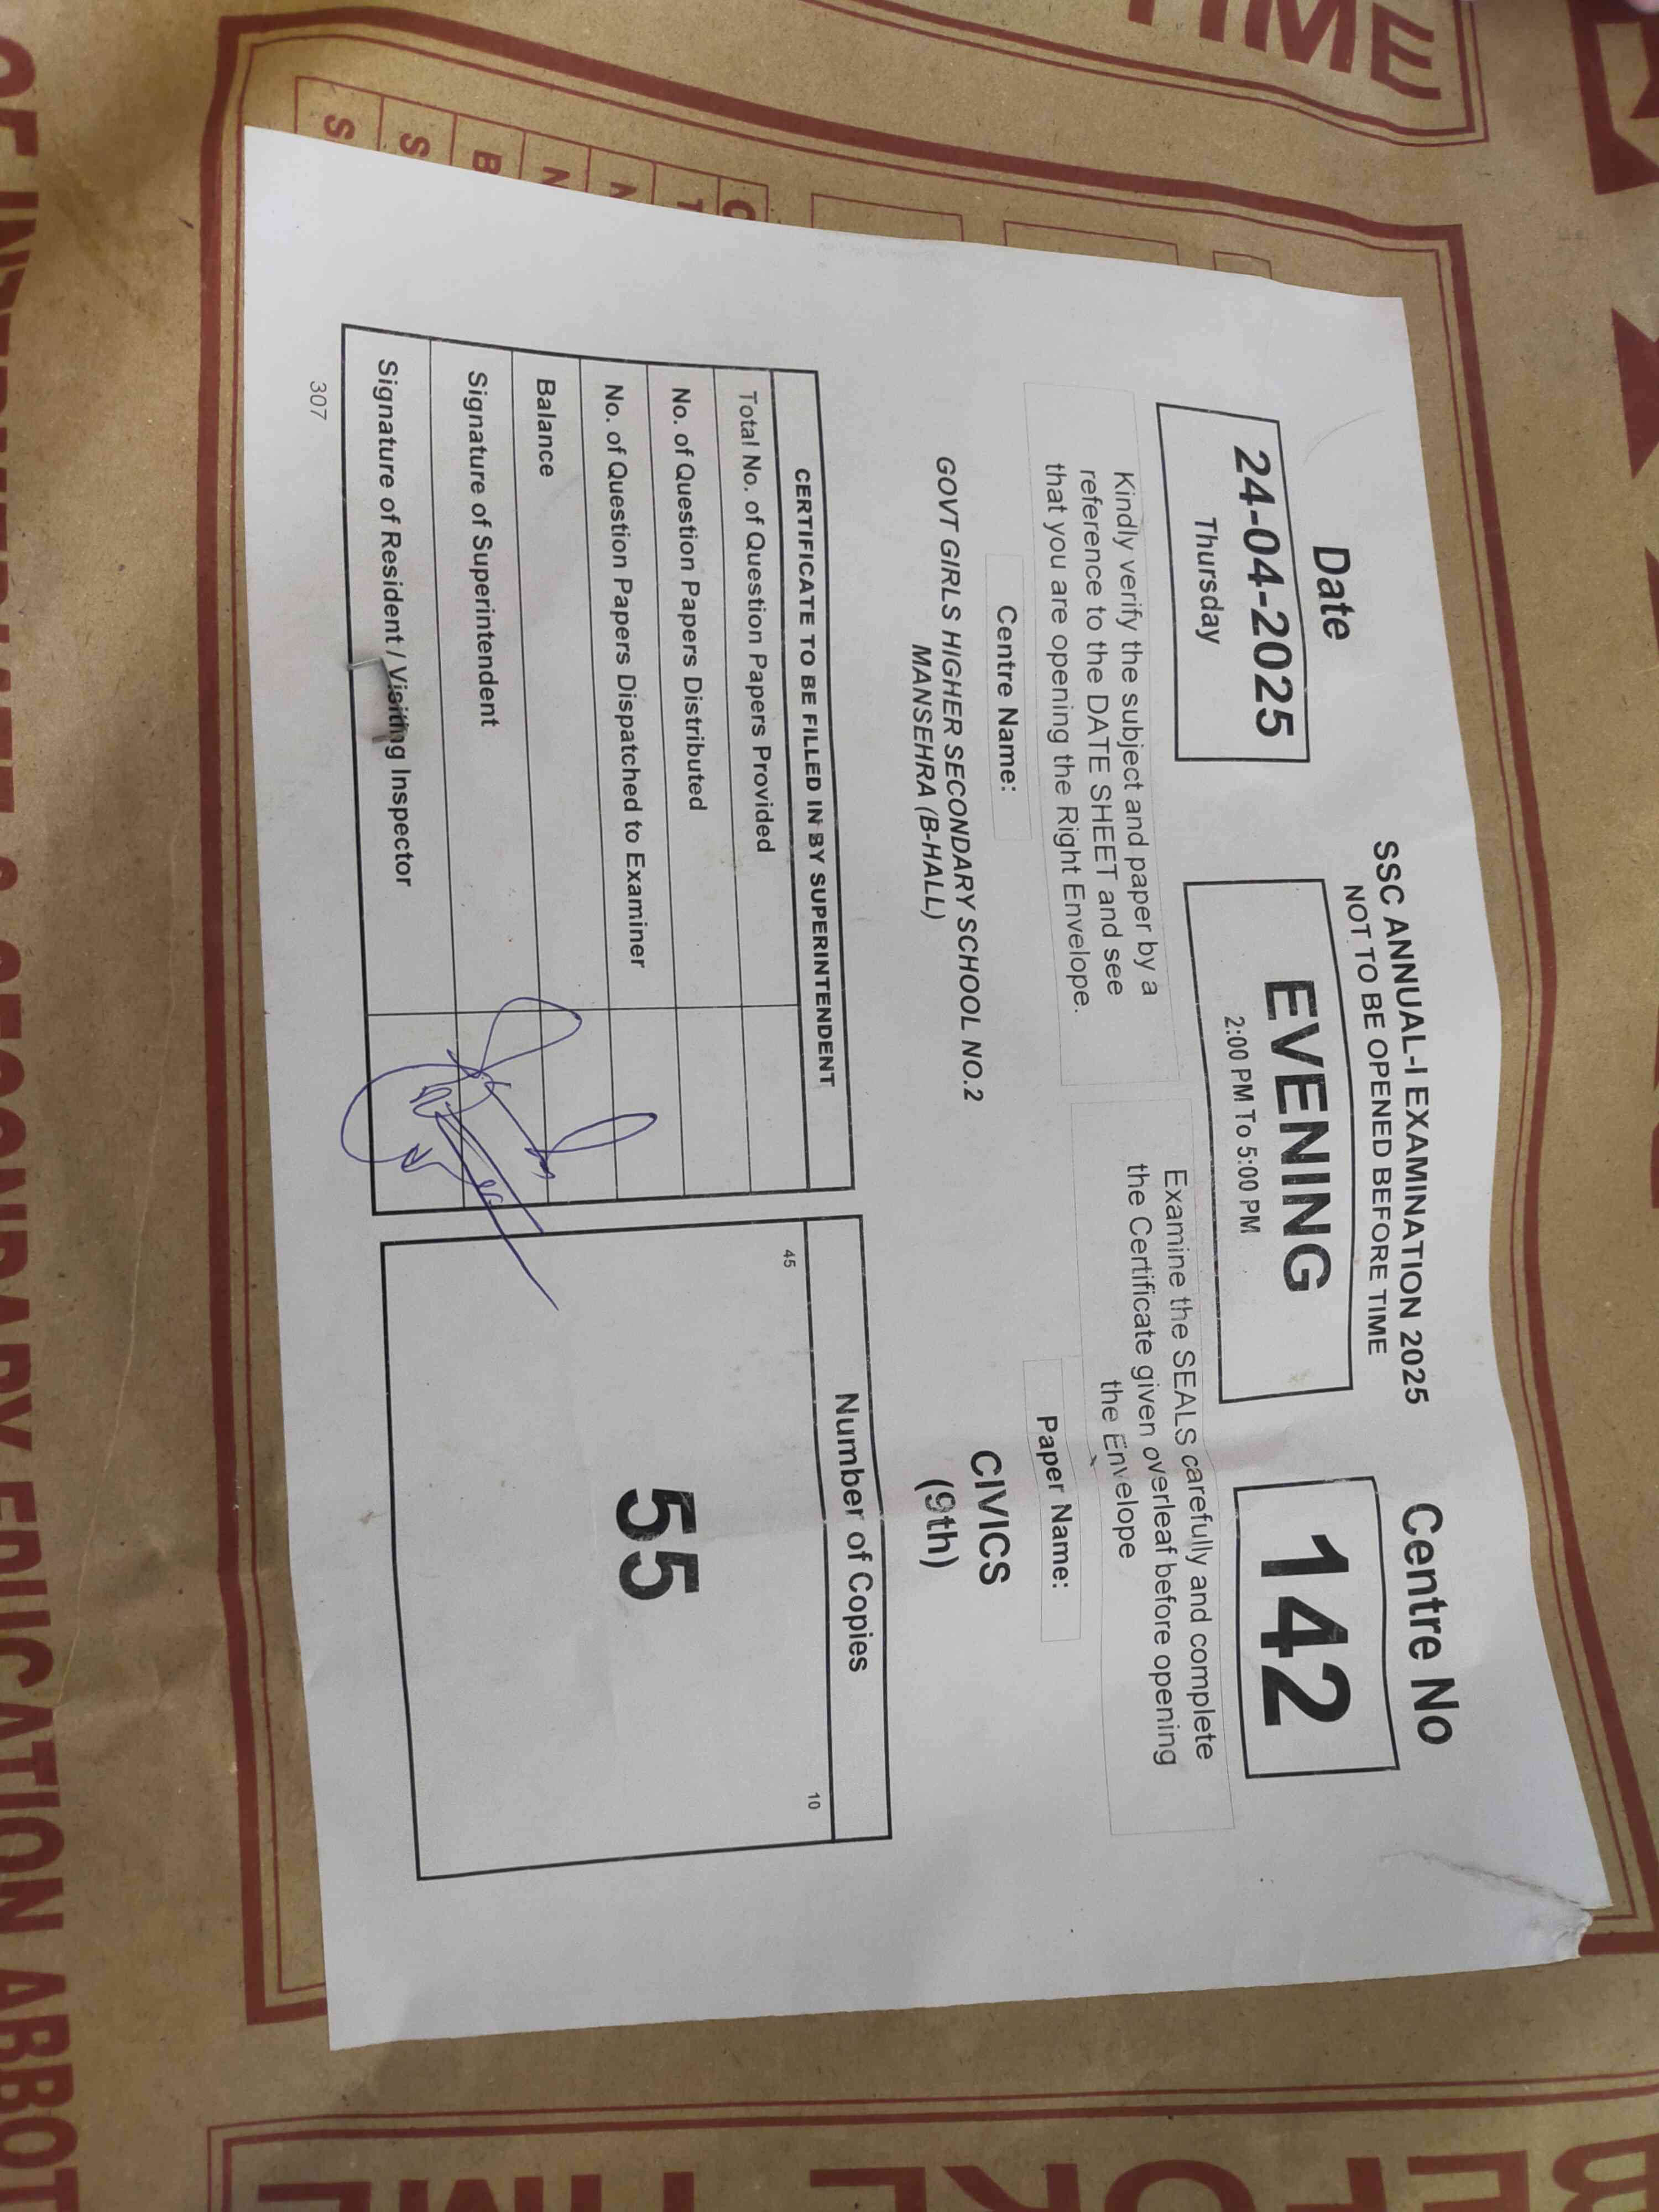 SSC ANNUAL-I EXAMINATION 2025
NOT TO BE OPENED BEFORE TIME
Date
24-04-2025
Thursday
EVENING
2:00 PM To 5:00 PM
Centre No
142
Kindly verify the subject and paper by a
reference to the DATE SHEET and see
that you are opening the Right Envelope.
Examine the SEALS carefully and complete
the Certificate given overleaf before opening
the Envelope
Centre Name:
GOVT GIRLS HIGHER SECONDARY SCHOOL NO.2
MANSEHRA (B-HALL)
Paper Name:
CIVICS
(9th)
CERTIFICATE TO BE FILLED IN BY SUPERINTENDENT
Total No. of Question Papers Provided
No. of Question Papers Distributed
No. of Question Papers Dispatched to Examiner
Balance
Signature of Superintendent
Signature of Resident / Visiting Inspector
Number of Copies
45
10
55
307
TIME
SECONDARY EDUCATION ABBOT